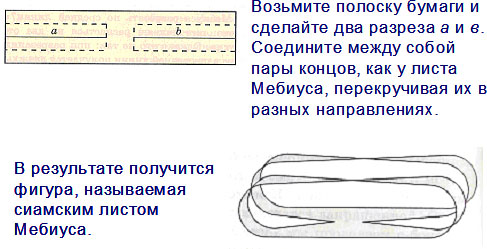 a
b
Возьмите полоску бумаги и
сделайте два разреза а и в.
Соедините между собой
пары концов, как у листа
Мебиуса, перекручивая их в
разных направлениях.
В результате получится
фигура, называемая
сиамским листом
Мебиуса.